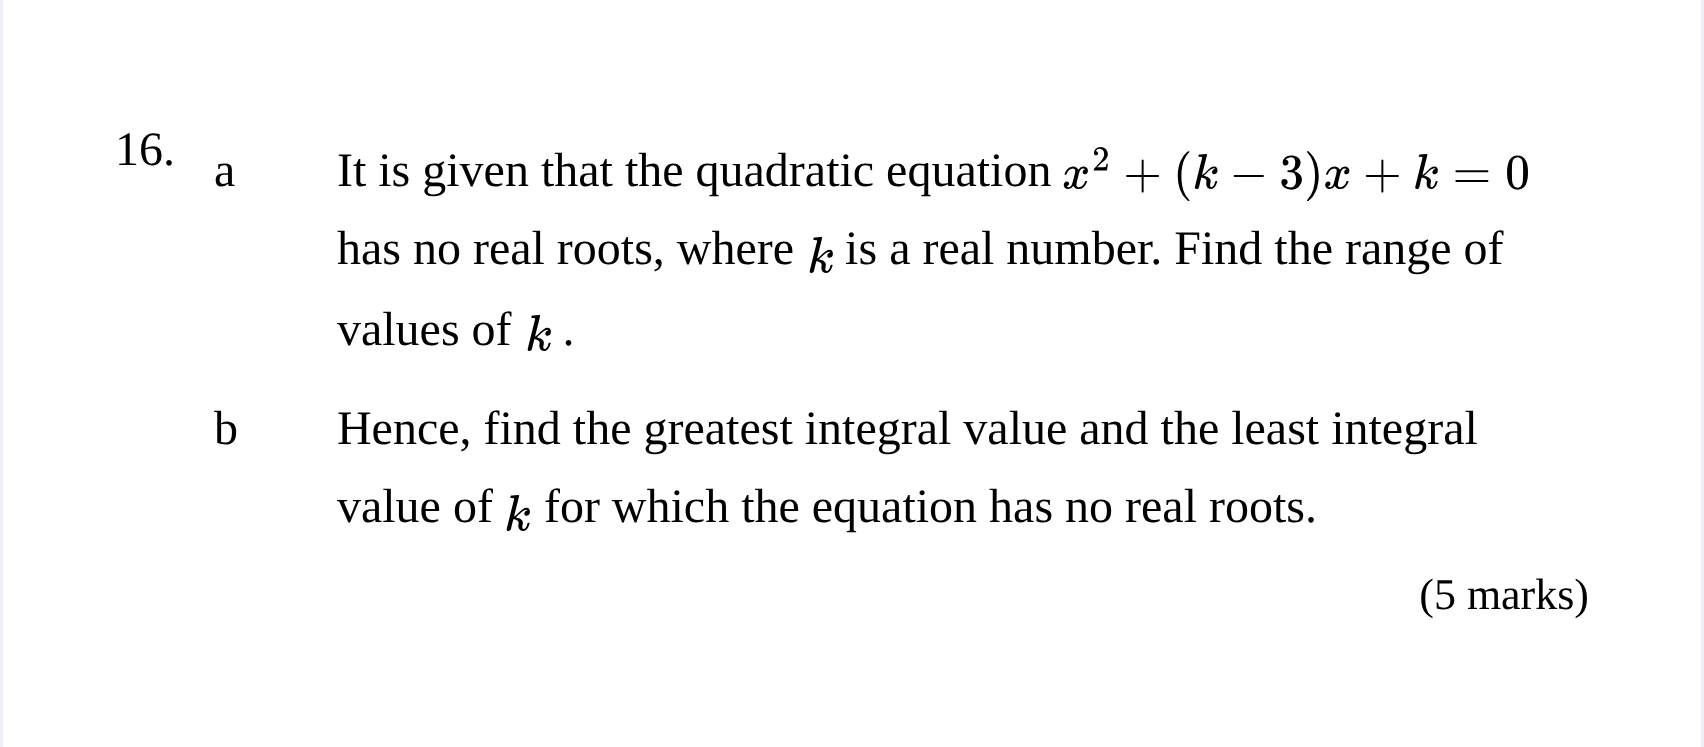 16. a It is given that the quadratic equation x² + (k − 3)x + k = 0
has no real roots, where k is a real number. Find the range of
values of k .
b Hence, find the greatest integral value and the least integral
value of k for which the equation has no real roots.
(5 marks)